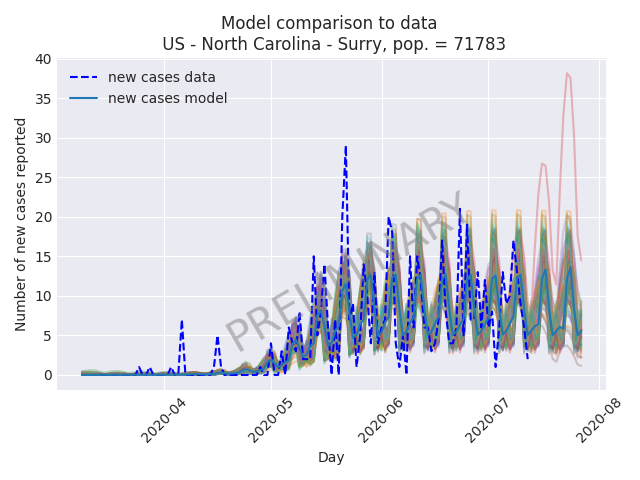 Model comparison to data
US - North Carolina - Surry, pop. = 71783
new cases data
new cases model
PRELIMINARY
Number of new cases reported
40
35
30
25
20
15
10
5
0
2020-04
2020-05
2020-06
2020-07
2020-08
Day